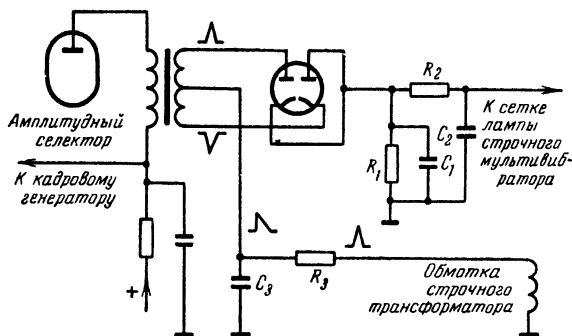 Амплитудный
селектор
К кадровому
генератору
+
R₂
К сетке
лампы
строчного
мультивиб-
ратора
C₂
R₁
C₁
C₃
R₃
Обмотка
строчного
трансформатора